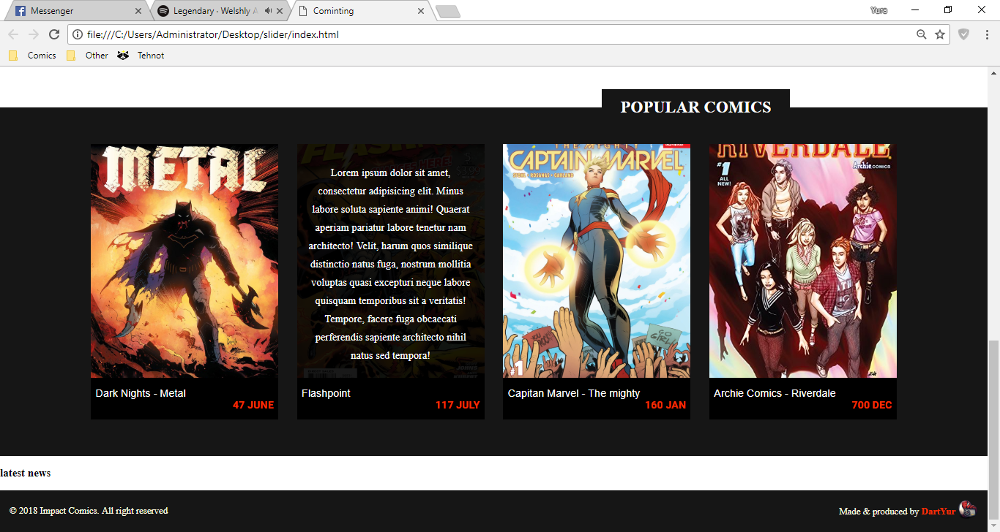 Messenger
Legendary · Welshly A
Cominting
Yura
file:///C:/Users/Administrator/Desktop/slider/index.html
Comics
Other
Tehnot
POPULAR COMICS
METAL
Lorem ipsum dolor sit amet,
consectetur adipisicing elit. Minus
labore soluta sapiente animi! Quaerat
aperiam pariatur labore tenetur nam
architecto! Velit, harum quos similique
distinctio natus fuga, nostrum mollitia
voluptas quasi excepturi neque labore
quisquam temporibus sit a veritatis!
Tempore, facere fuga obcaecati
perferendis sapiente architecto nihil
natus sed tempora!
THE MIGHTY
CAPTAIN MARVEL
GO
GIRL
#1
RIVERDALE
#1
ALL
NEW!
Archie COMICS
Dark Nights - Metal
47 JUNE
Flashpoint
117 JULY
Capitan Marvel - The mighty
160 JAN
Archie Comics - Riverdale
700 DEC
latest news
© 2018 Impact Comics. All right reserved
Made & produced by DartYur